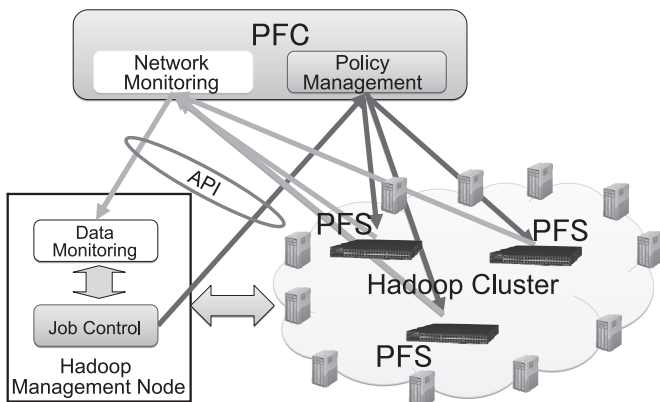 PFC
Network
Monitoring
Policy
Management
API
Data
Monitoring
Job Control
Hadoop
Management Node
PFS
PFS
Hadoop Cluster
PFS